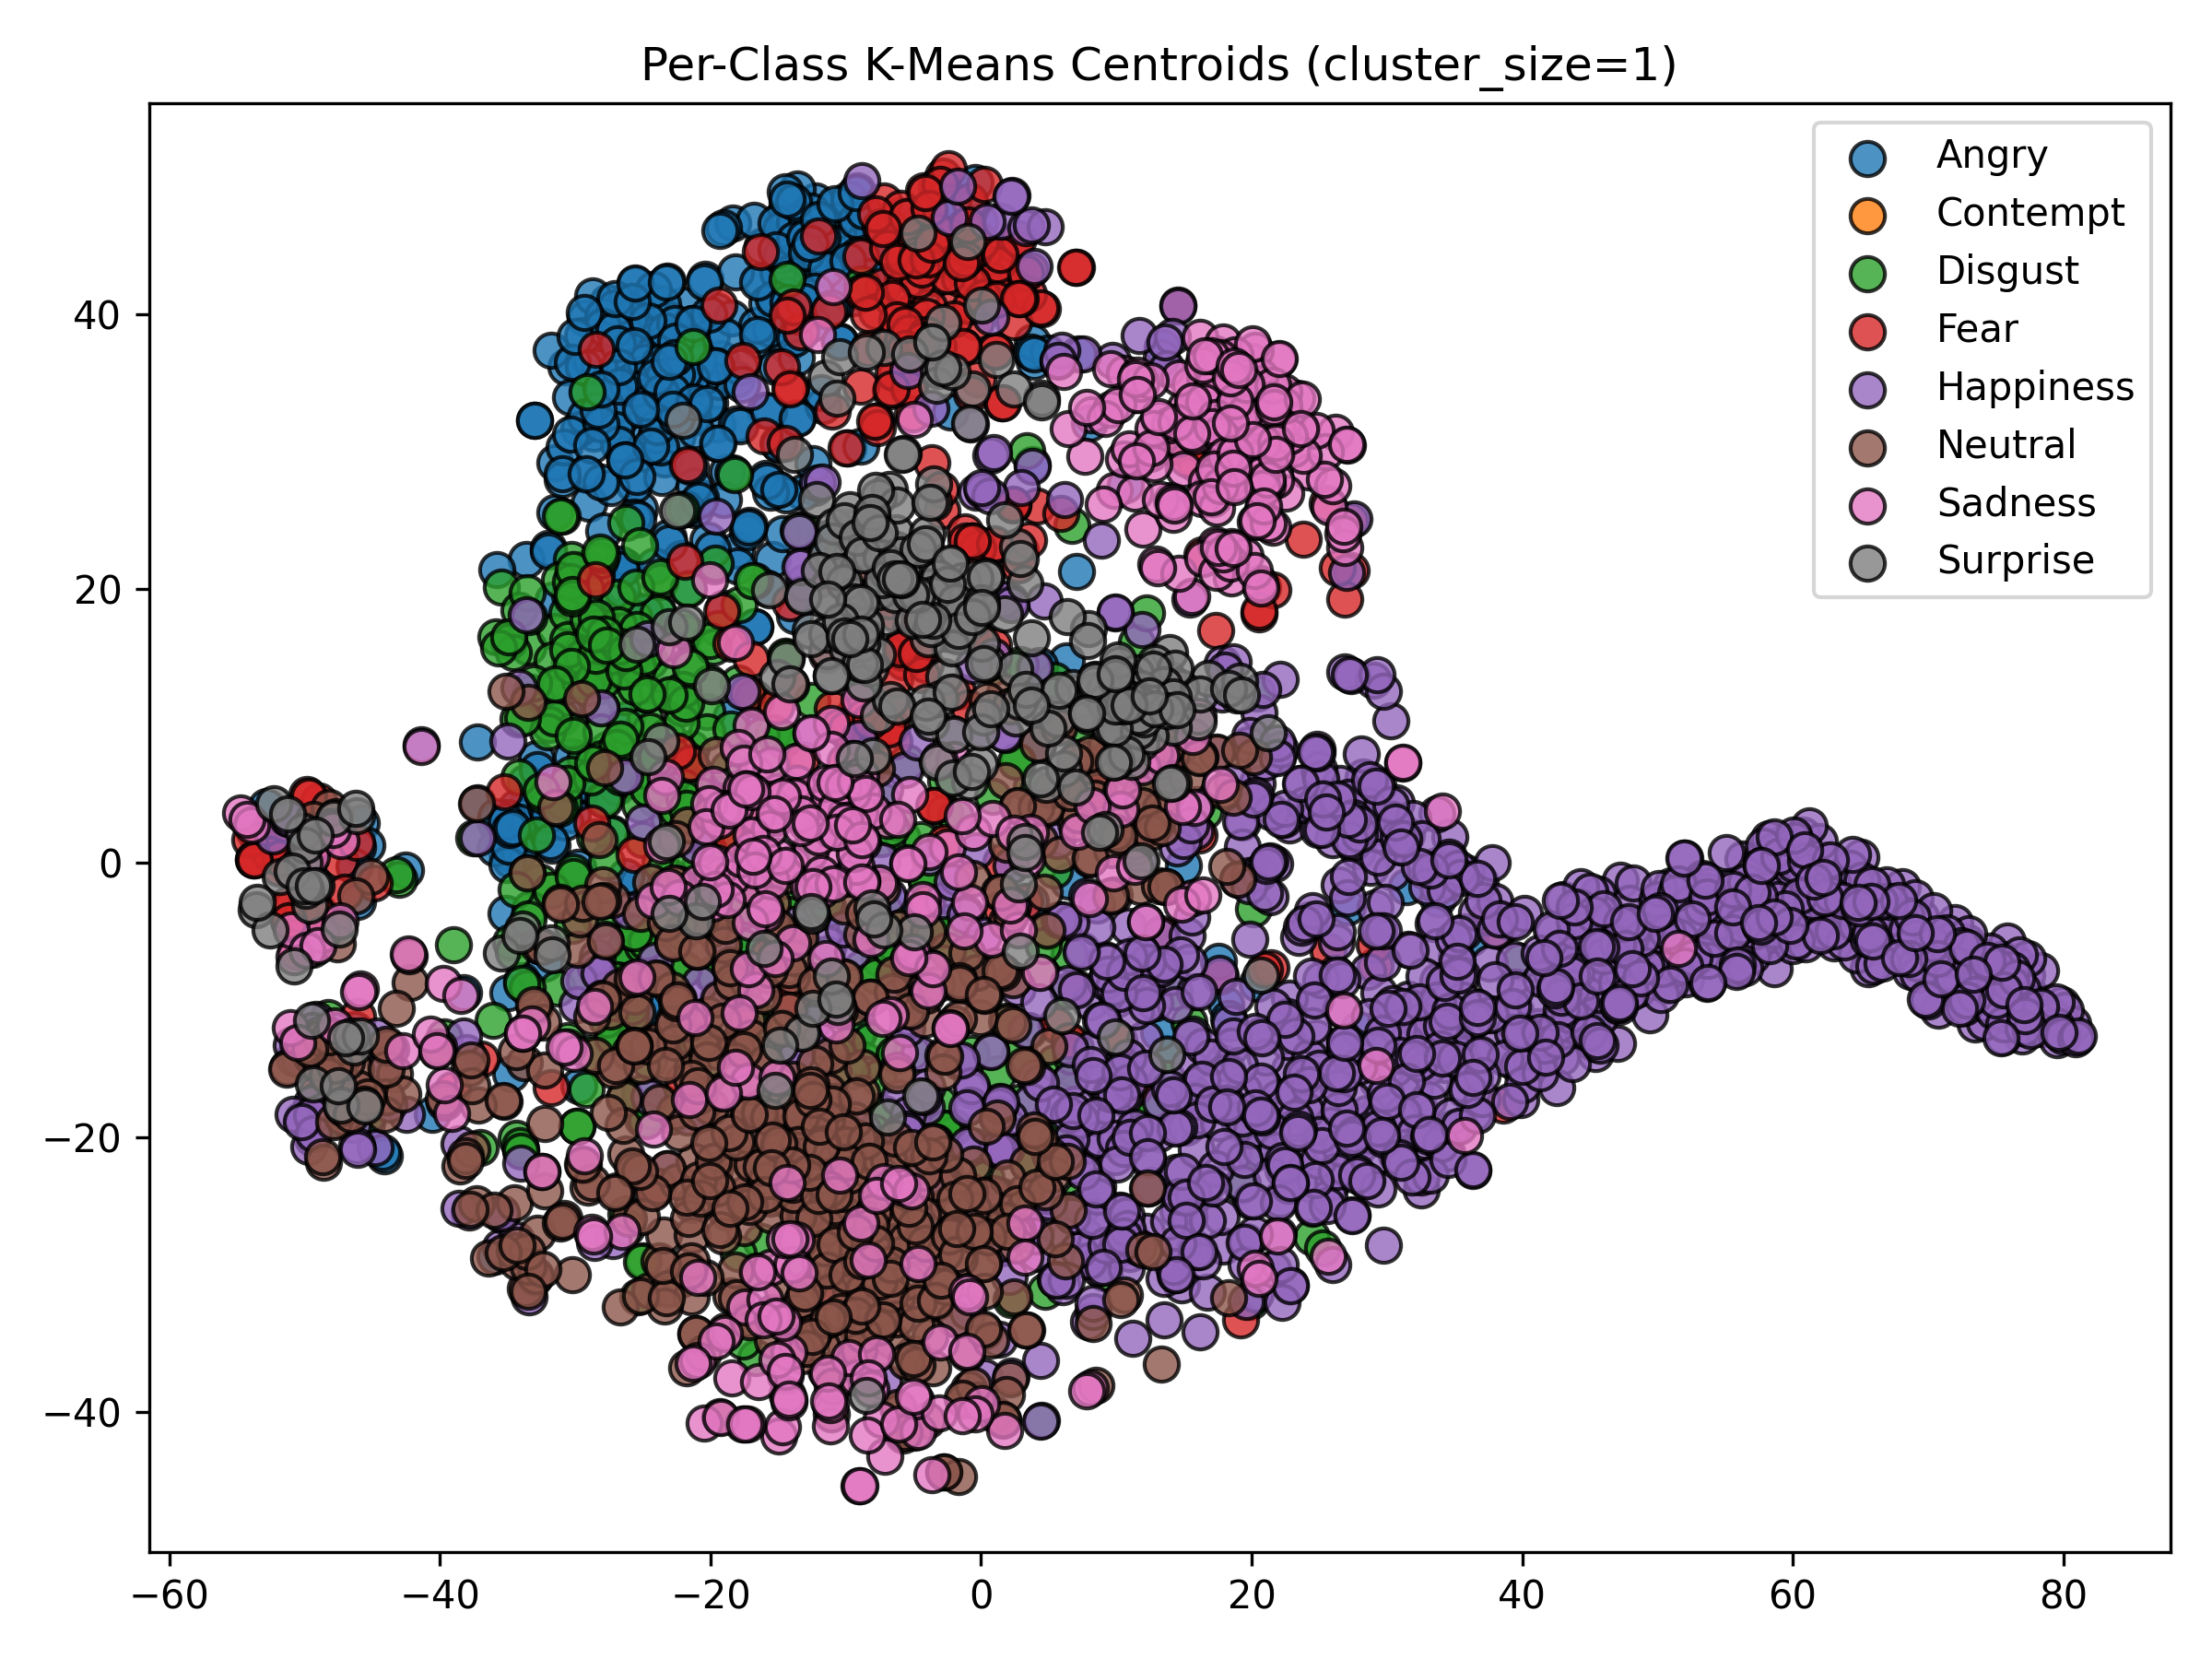 Per-Class K-Means Centroids (cluster_size=1)
Angry
Contempt
Disgust
Fear
Happiness
Neutral
Sadness
Surprise
40
20
0
−20
−40
−60 −40 −20 0 20 40 60 80